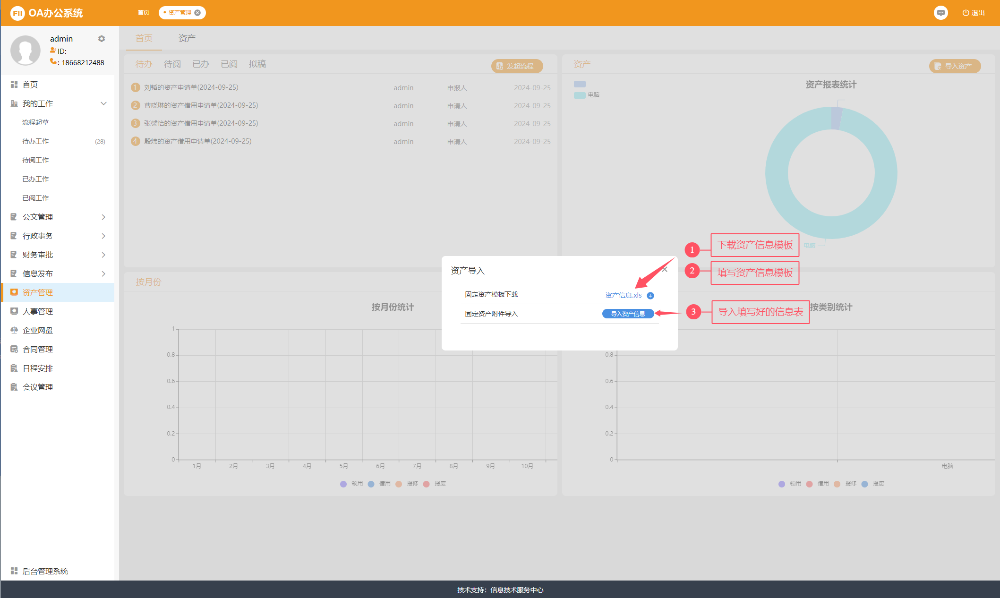 FII OA办公系统
首页
资产管理
退出
admin
ID:
: 18668212488
首页
我的工作
流程起草
待办工作 (28)
待阅工作
已办工作
已阅工作
公文管理
行政事务
财务审批
信息发布
资产管理
人事管理
企业网盘
合同管理
日程安排
会议管理
后台管理系统
首页 资产
待办 待阅 已办 已阅 拟稿 发起流程
1 刘韬的资产申请单(2024-09-25) admin 申报人 2024-09-25
2 曹晓琳的资产借用申请单(2024-09-25) admin 申请人 2024-09-25
3 张馨怡的资产借用申请单(2024-09-25) admin 申请人 2024-09-25
4 殷炜的资产借用申请单(2024-09-25) admin 申请人 2024-09-25
资产 导入资产
资产报表统计
电脑
电脑
1 下载资产信息模板
2 填写资产信息模板
3 导入填写好的信息表
资产导入
固定资产模板下载 资产信息.xls
固定资产附件导入 导入资产信息
按月份
按月份统计
1
0.8
0.6
0.4
0.2
0
1月 2月 3月 4月 5月 6月 7月 8月 9月 10月
领用 借用 报修 报废
按类别统计
0.8
0.6
0.4
0.2
0
电脑
领用 借用 报修 报废
技术支持：信息技术服务中心